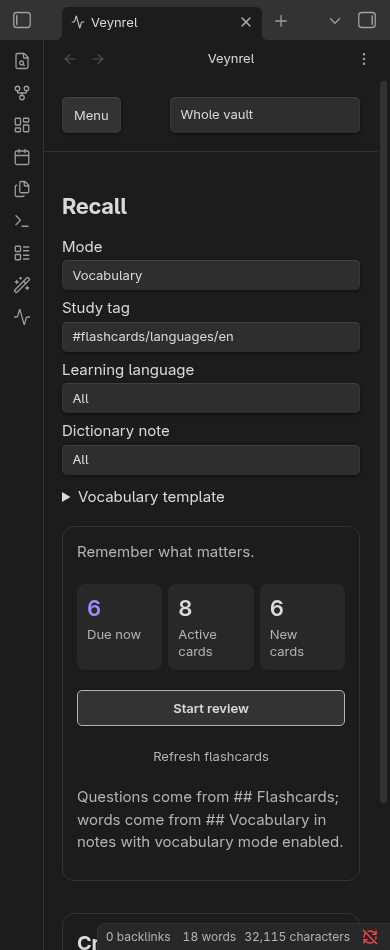 Veynrel
Veynrel
Menu
Whole vault
Recall
Mode
Vocabulary
Study tag
#flashcards/languages/en
Learning language
All
Dictionary note
All
Vocabulary template
Remember what matters.
6
Due now
8
Active
cards
6
New
cards
Start review
Refresh flashcards
Questions come from ## Flashcards;
words come from ## Vocabulary in
notes with vocabulary mode enabled.
0 backlinks 18 words 32,115 characters